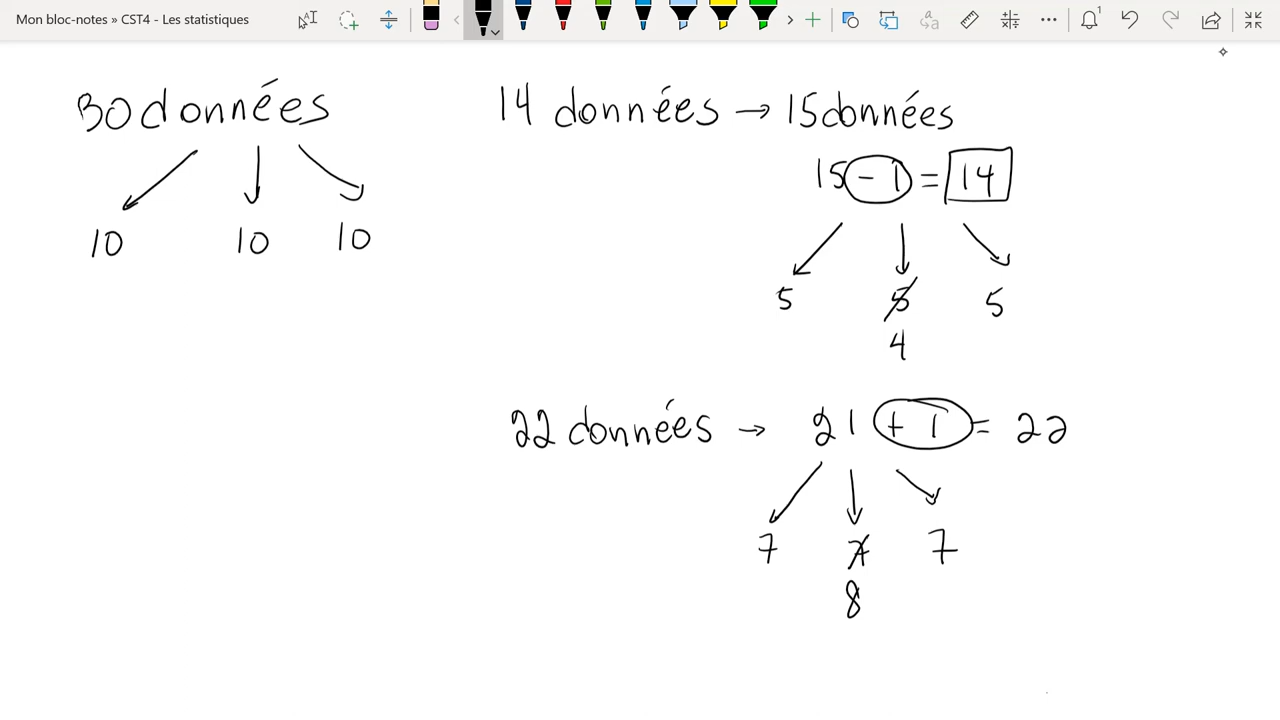 Mon bloc-notes » CST4 - Les statistiques
30 données
10 10 10
14 données → 15 données
15 - 1 = 14
5 5 5
4
22 données → 21 + 1 = 22
7 7 7
8